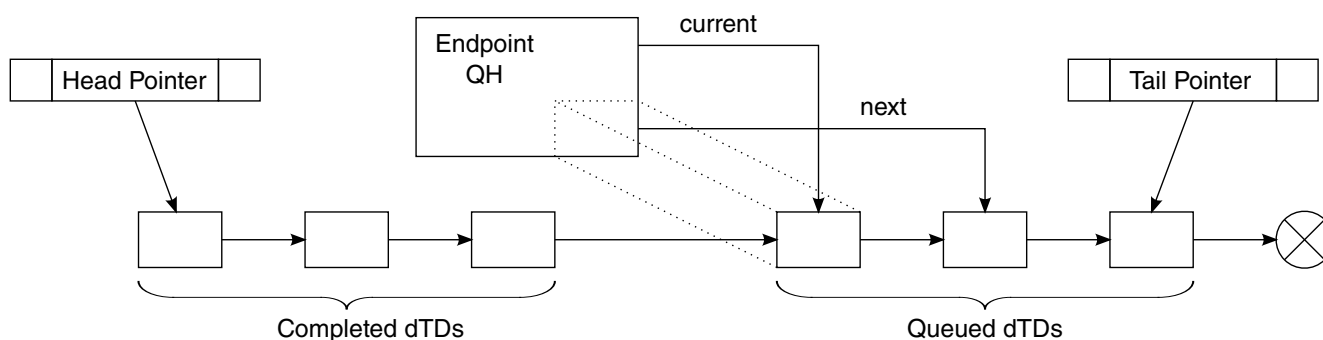 current
Endpoint
QH
Head Pointer
Tail Pointer
next
Completed dTDs
Queued dTDs